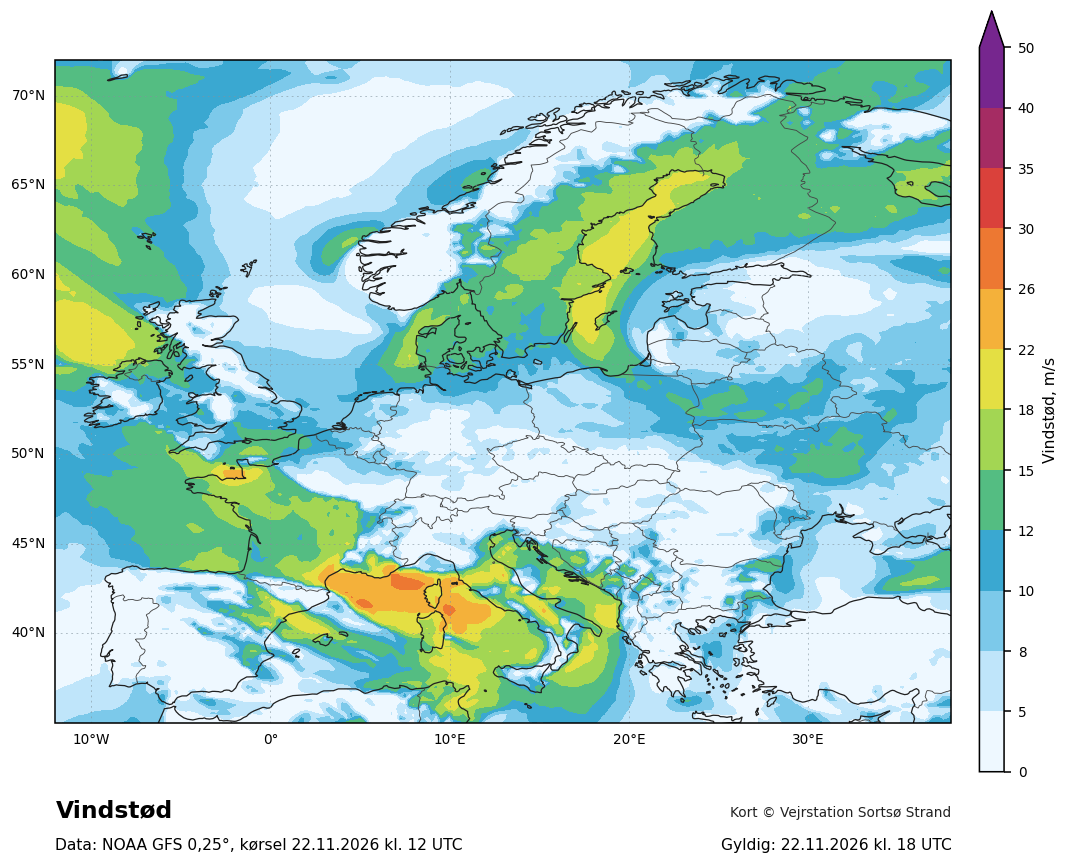 50
40
35
30
26
22
18
15
12
10
8
5
0
Vindstød, m/s
70°N
65°N
60°N
55°N
50°N
45°N
40°N
10°W
0°
10°E
20°E
30°E
Vindstød
Kort © Vejrstation Sortsø Strand
Data: NOAA GFS 0,25°, kørsel 22.11.2026 kl. 12 UTC
Gyldig: 22.11.2026 kl. 18 UTC